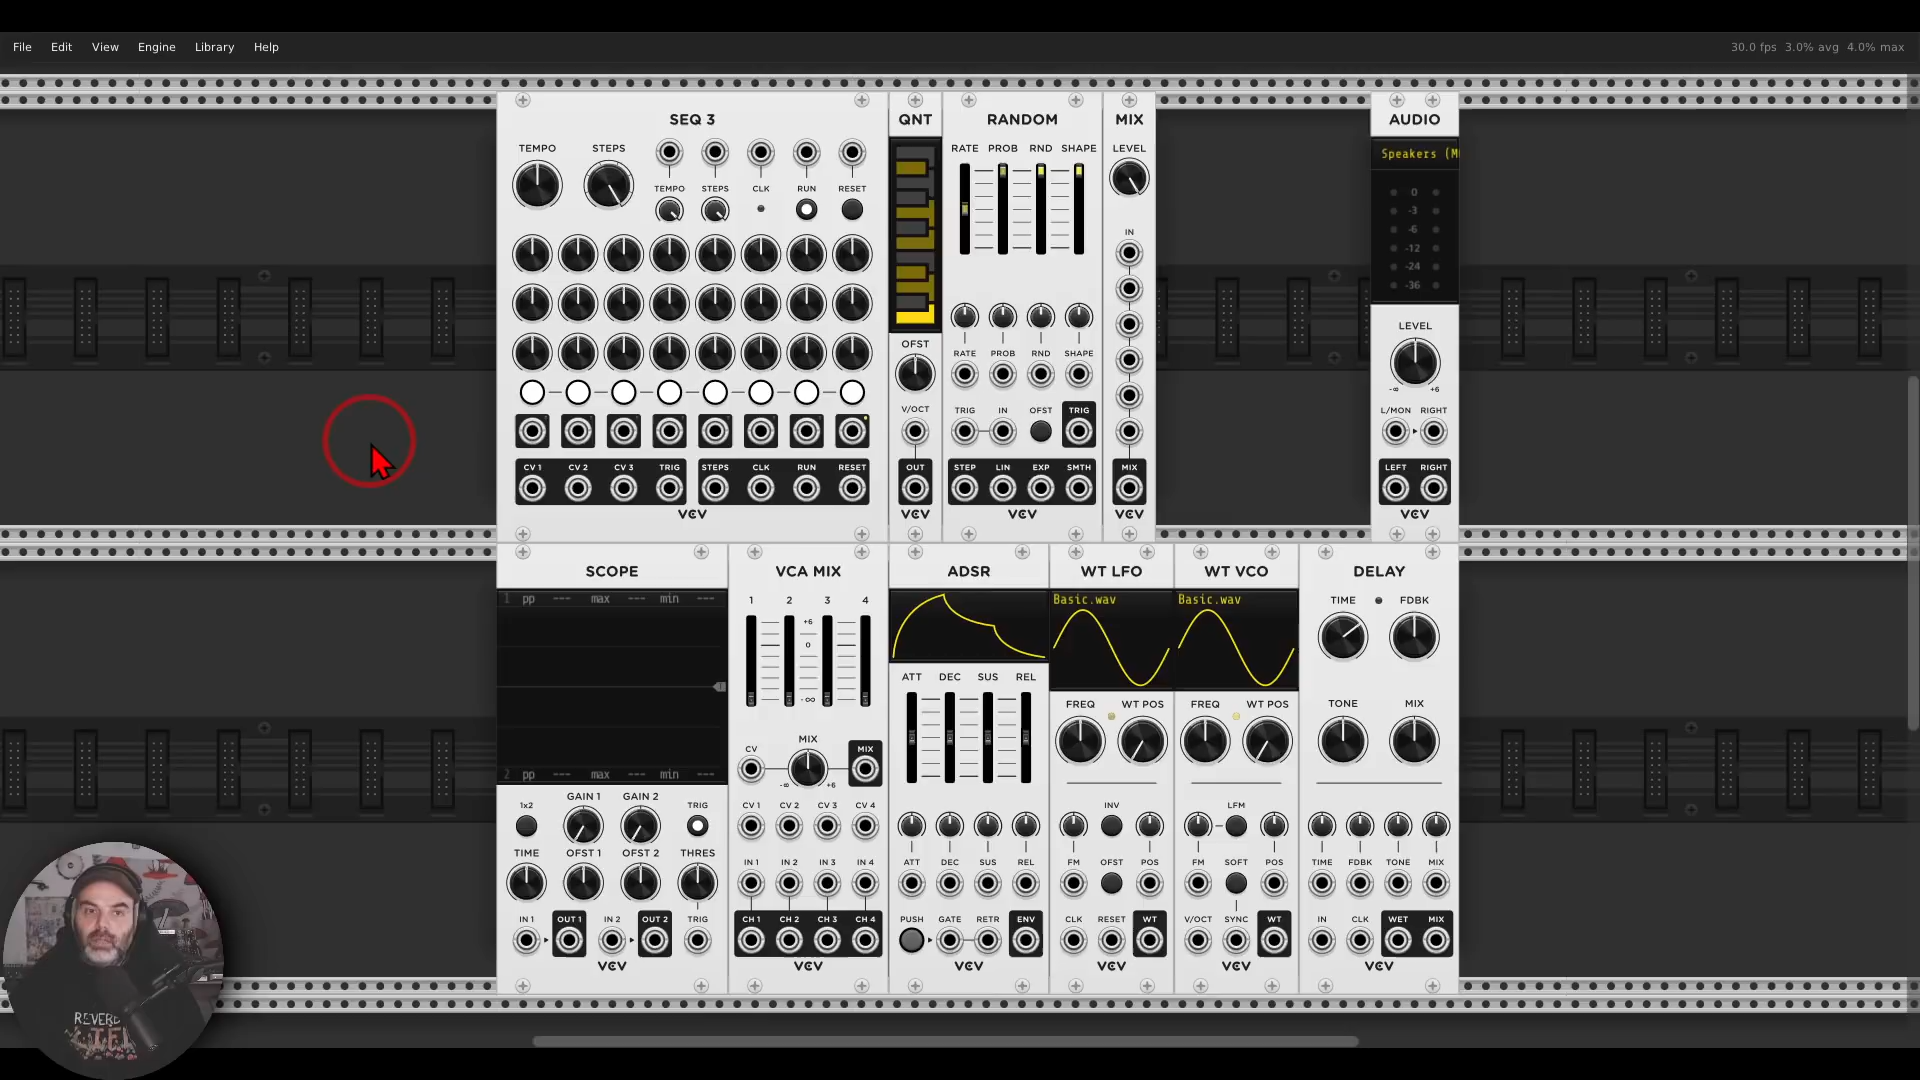 File Edit View Engine Library Help 30.0 fps 3.0% avg 4.0% max
SEQ 3
TEMPO STEPS
TEMPO STEPS CLK RUN RESET
CV 1 CV 2 CV 3 TRIG STEPS CLK RUN RESET
VCV
QNT
OFST
V/OCT
OUT
VCV
RANDOM
RATE PROB RND SHAPE
RATE PROB RND SHAPE
TRIG IN OFST TRIG
STEP LIN EXP SMTH
VCV
MIX
LEVEL
IN
MIX
VCV
AUDIO
Speakers (M
0
-3
-6
-12
-24
-36
LEVEL
-∞ +6
L/MON RIGHT
LEFT RIGHT
VCV
SCOPE
1 pp --- max --- min ---
2 pp --- max --- min ---
1x2 GAIN 1 GAIN 2 TRIG
TIME OFST 1 OFST 2 THRES
IN 1 OUT 1 IN 2 OUT 2 TRIG
VCV
VCA MIX
1 2 3 4
+6
0
-∞
MIX
CV MIX
-∞ +6
CV 1 CV 2 CV 3 CV 4
IN 1 IN 2 IN 3 IN 4
CH 1 CH 2 CH 3 CH 4
VCV
ADSR
ATT DEC SUS REL
ATT DEC SUS REL
PUSH GATE RETR ENV
VCV
WT LFO
Basic.wav
FREQ WT POS
INV
FM OFST POS
CLK RESET WT
VCV
WT VCO
Basic.wav
FREQ WT POS
LFM
FM SOFT POS
V/OCT SYNC WT
VCV
DELAY
TIME FDBK
TONE MIX
TIME FDBK TONE MIX
IN CLK WET MIX
VCV